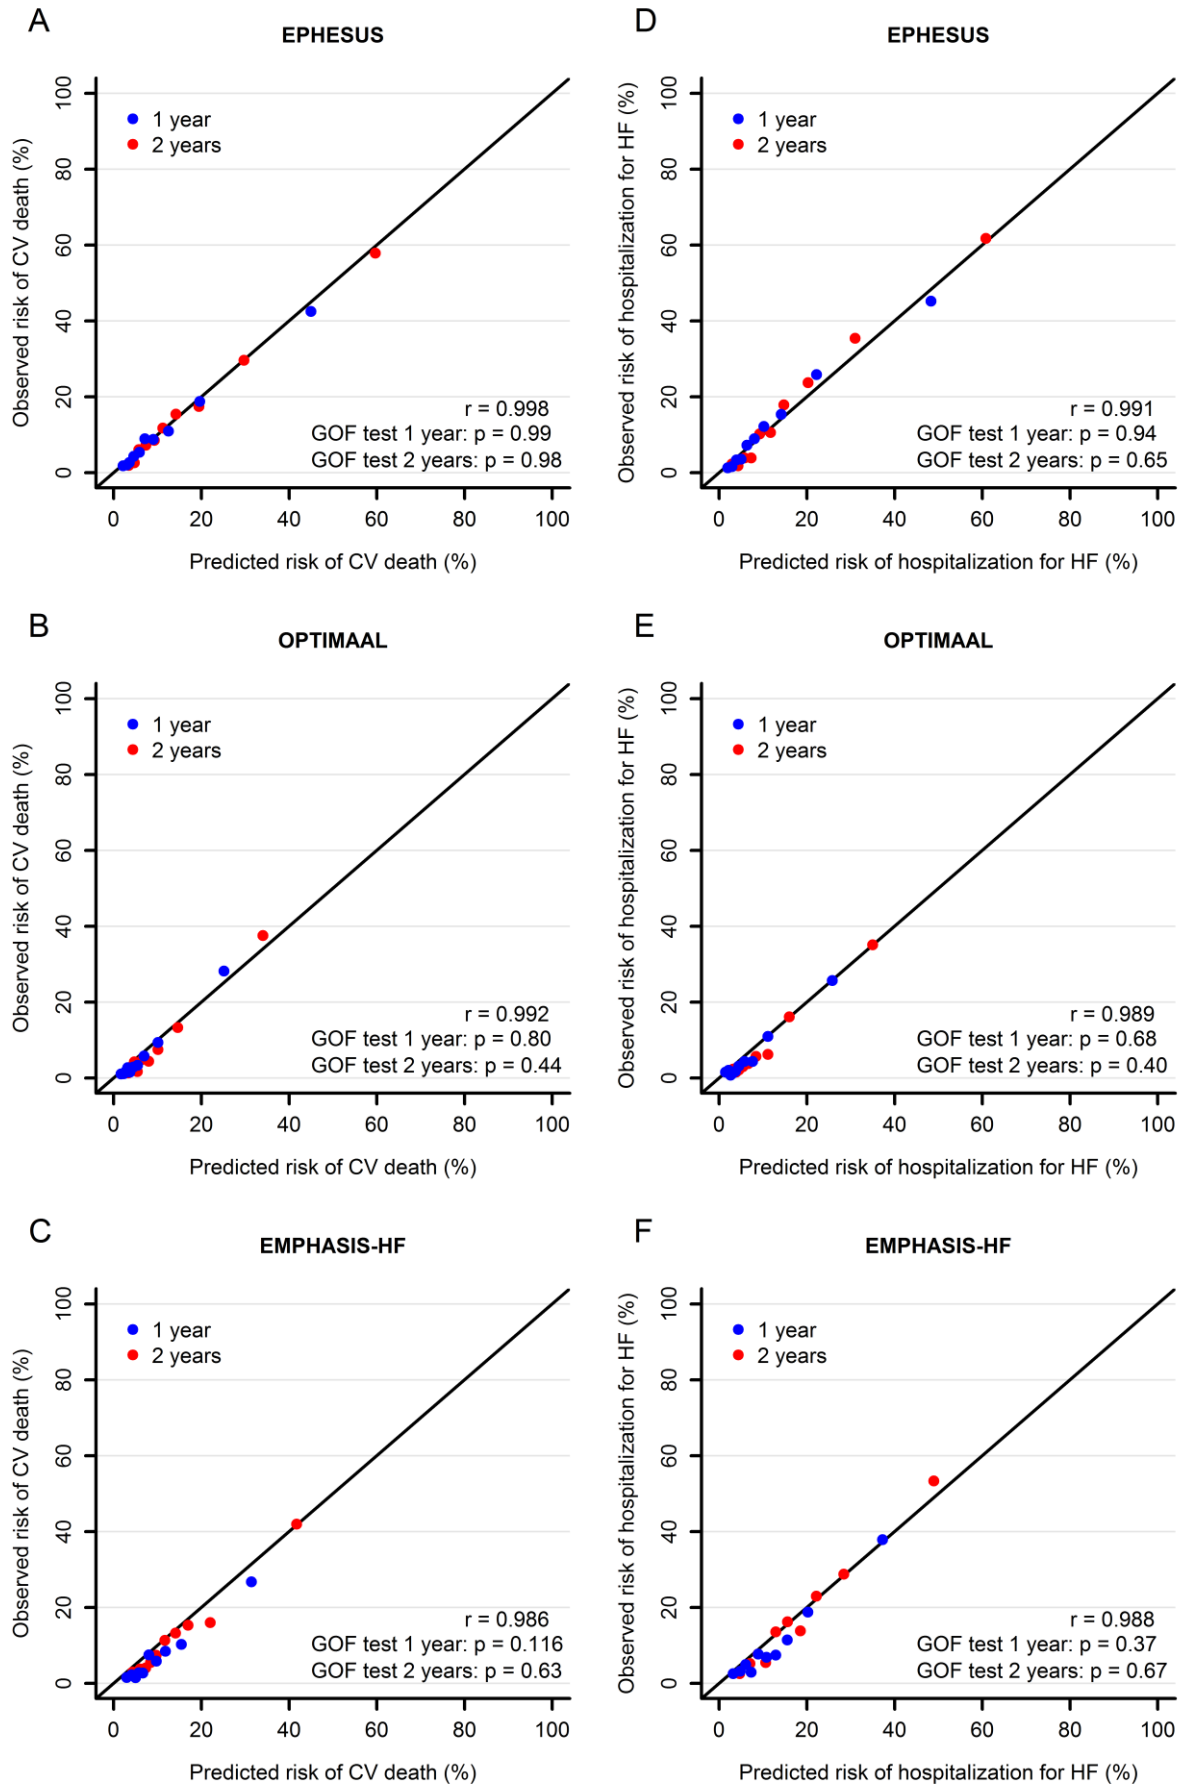 A
EPHESUS
Observed risk of CV death (%)
100
80
60
40
20
0
1 year
2 years
r = 0.998
GOF test 1 year: p = 0.99
GOF test 2 years: p = 0.98
0 20 40 60 80 100
Predicted risk of CV death (%)
D
EPHESUS
Observed risk of hospitalization for HF (%)
100
80
60
40
20
0
1 year
2 years
r = 0.991
GOF test 1 year: p = 0.94
GOF test 2 years: p = 0.65
0 20 40 60 80 100
Predicted risk of hospitalization for HF (%)
B
OPTIMAAL
Observed risk of CV death (%)
100
80
60
40
20
0
1 year
2 years
r = 0.992
GOF test 1 year: p = 0.80
GOF test 2 years: p = 0.44
0 20 40 60 80 100
Predicted risk of CV death (%)
E
OPTIMAAL
Observed risk of hospitalization for HF (%)
100
80
60
40
20
0
1 year
2 years
r = 0.989
GOF test 1 year: p = 0.68
GOF test 2 years: p = 0.40
0 20 40 60 80 100
Predicted risk of hospitalization for HF (%)
C
EMPHASIS-HF
Observed risk of CV death (%)
100
80
60
40
20
0
1 year
2 years
r = 0.986
GOF test 1 year: p = 0.116
GOF test 2 years: p = 0.63
0 20 40 60 80 100
Predicted risk of CV death (%)
F
EMPHASIS-HF
Observed risk of hospitalization for HF (%)
100
80
60
40
20
0
1 year
2 years
r = 0.988
GOF test 1 year: p = 0.37
GOF test 2 years: p = 0.67
0 20 40 60 80 100
Predicted risk of hospitalization for HF (%)